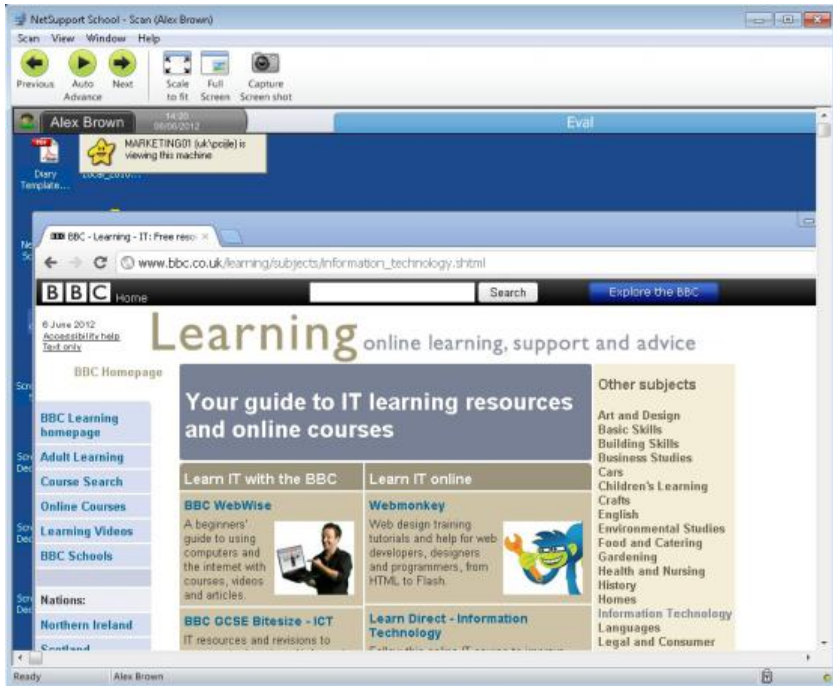 NetSupport School - Scan (Alex Brown)
Scan View Window Help
Previous Auto Advance Next Scale to fit Full Screen Capture Screen shot
Alex Brown 14:20 06/06/2012 Eval
MARKETING01 (uk\pcijle) is
viewing this machine
Diary
Template...
BBC - Learning - IT: Free reso
www.bbc.co.uk/learning/subjects/information_technology.shtml
BBC Home Search Explore the BBC
6 June 2012
Accessibility help
Text only
Learning online learning, support and advice
BBC Homepage
BBC Learning
homepage
Adult Learning
Course Search
Online Courses
Learning Videos
BBC Schools
Nations:
Northern Ireland
Scotland
Your guide to IT learning resources
and online courses
Learn IT with the BBC
BBC WebWise
A beginners'
guide to using
computers and
the internet with
courses, videos
and articles.
BBC GCSE Bitesize - ICT
IT resources and revisions to
Learn IT online
Webmonkey
Web design training
tutorials and help for web
developers, designers
and programmers, from
HTML to Flash.
Learn Direct - Information
Technology
Other subjects
Art and Design
Basic Skills
Building Skills
Business Studies
Cars
Children's Learning
Crafts
English
Environmental Studies
Food and Catering
Gardening
Health and Nursing
History
Homes
Information Technology
Languages
Legal and Consumer
Ready Alex Brown